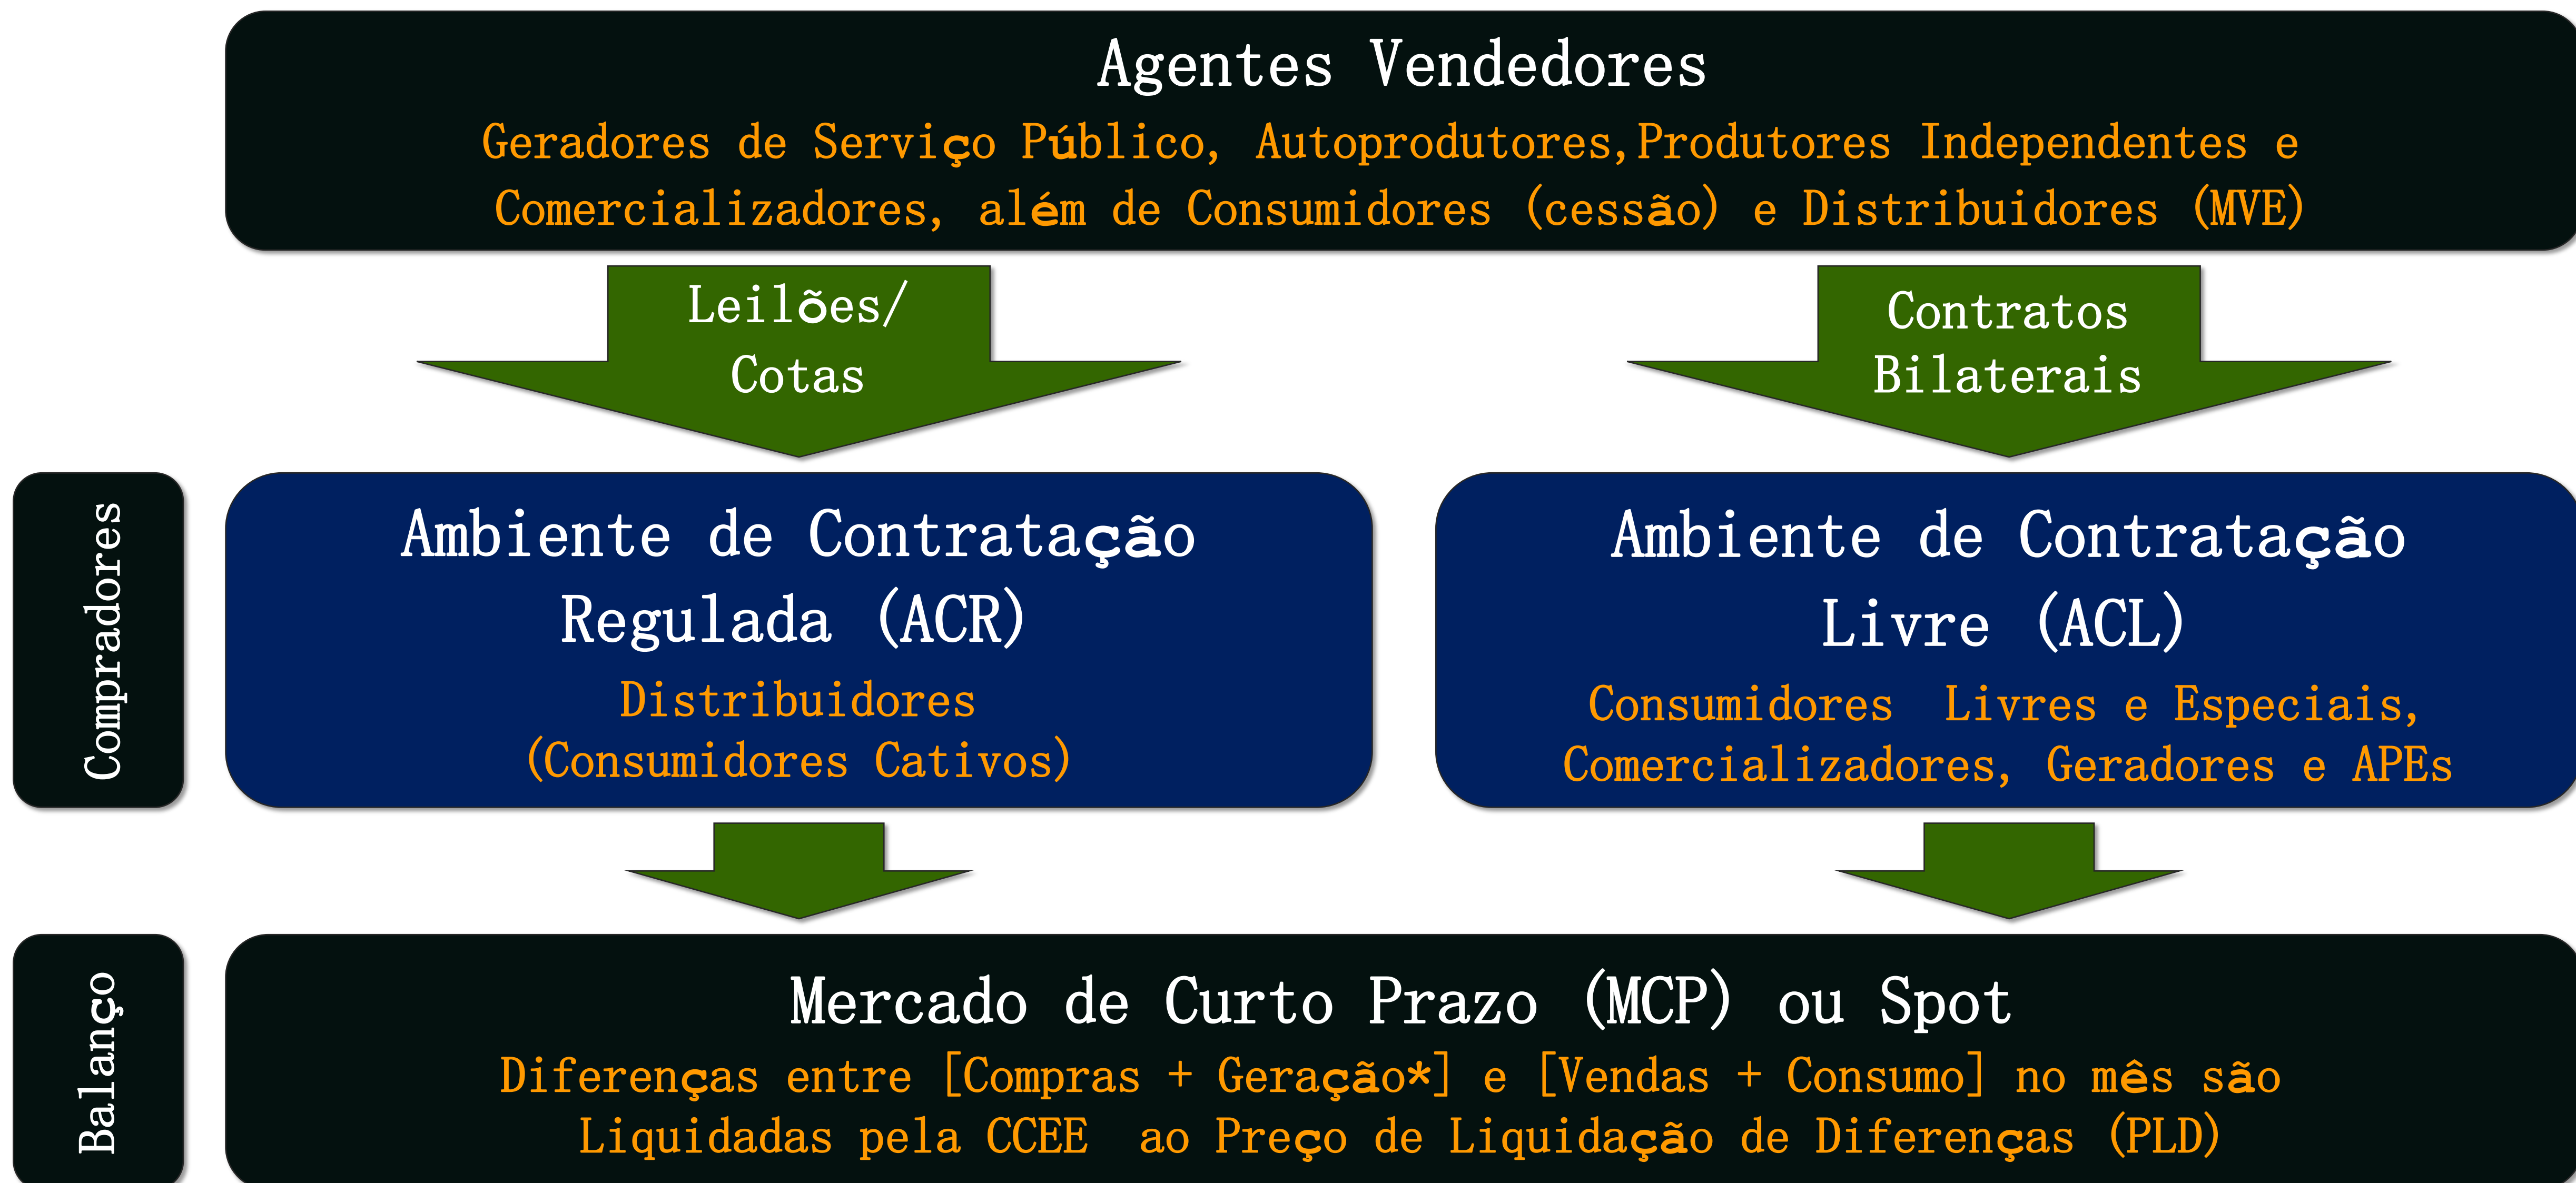 Agentes Vendedores
Geradores de Serviço Público, Autoprodutores,Produtores Independentes e
Comercializadores, além de Consumidores (cessão) e Distribuidores (MVE)
Leilões/
Cotas
Contratos
Bilaterais
Compradores
Ambiente de Contratação
Regulada (ACR)
Distribuidores
(Consumidores Cativos)
Ambiente de Contratação
Livre (ACL)
Consumidores Livres e Especiais,
Comercializadores, Geradores e APEs
Balanço
Mercado de Curto Prazo (MCP) ou Spot
Diferenças entre [Compras + Geração*] e [Vendas + Consumo] no mês são
Liquidadas pela CCEE ao Preço de Liquidação de Diferenças (PLD)